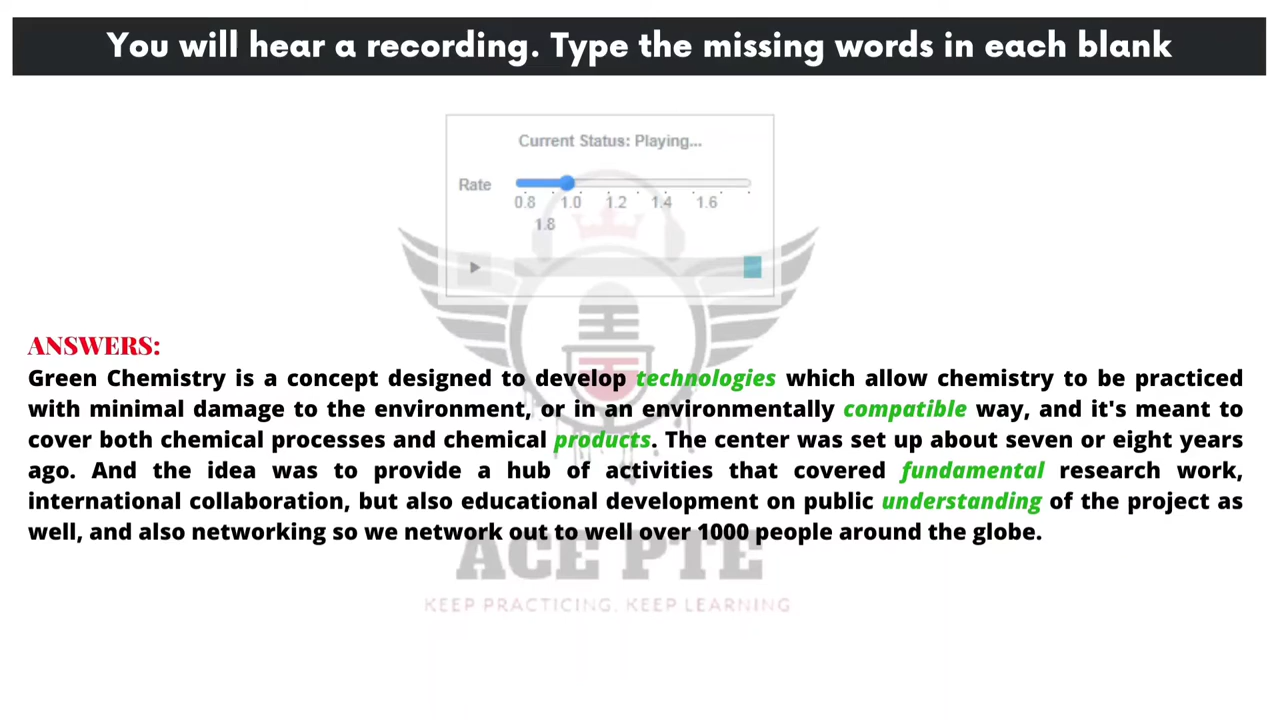 You will hear a recording. Type the missing words in each blank
Current Status: Playing...
Rate
0.8 1.0 1.2 1.4 1.6
1.8
ANSWERS:
Green Chemistry is a concept designed to develop technologies which allow chemistry to be practiced
with minimal damage to the environment, or in an environmentally compatible way, and it's meant to
cover both chemical processes and chemical products. The center was set up about seven or eight years
ago. And the idea was to provide a hub of activities that covered fundamental research work,
international collaboration, but also educational development on public understanding of the project as
well, and also networking so we network out to well over 1000 people around the globe.
ACE PTE
KEEP PRACTICING, KEEP LEARNING